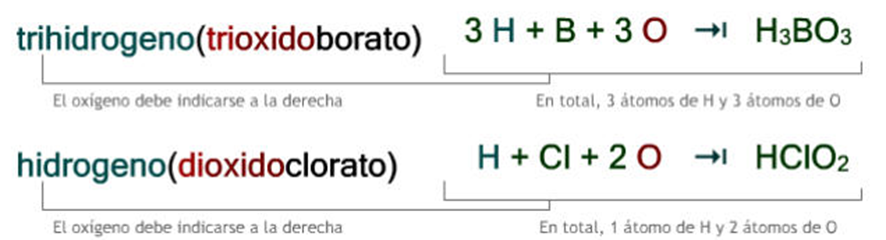 trihidrogeno(trioxidoborato) 3 H + B + 3 O → H₃BO₃
El oxígeno debe indicarse a la derecha En total, 3 átomos de H y 3 átomos de O
hidrogeno(dioxidoclorato) H + Cl + 2 O → HClO₂
El oxígeno debe indicarse a la derecha En total, 1 átomo de H y 2 átomos de O